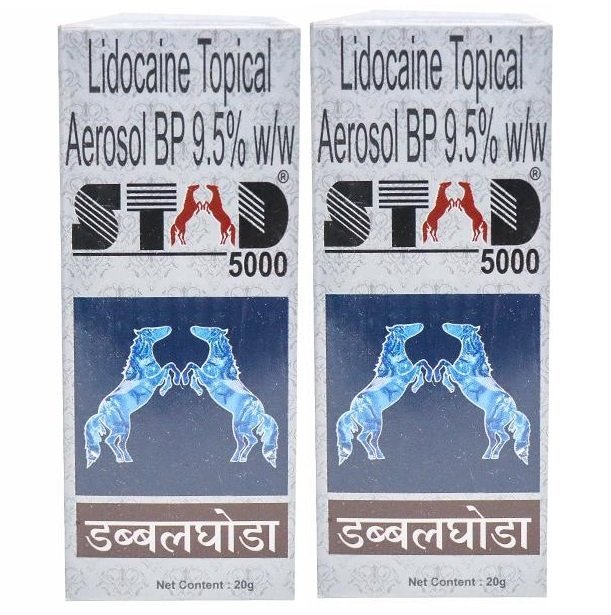 Lidocaine Topical
Aerosol BP 9.5% w/w
STAD®
5000
डब्बलघोडा
Net Content : 20g
Lidocaine Topical
Aerosol BP 9.5% w/w
STAD®
5000
डब्बलघोडा
Net Content : 20g